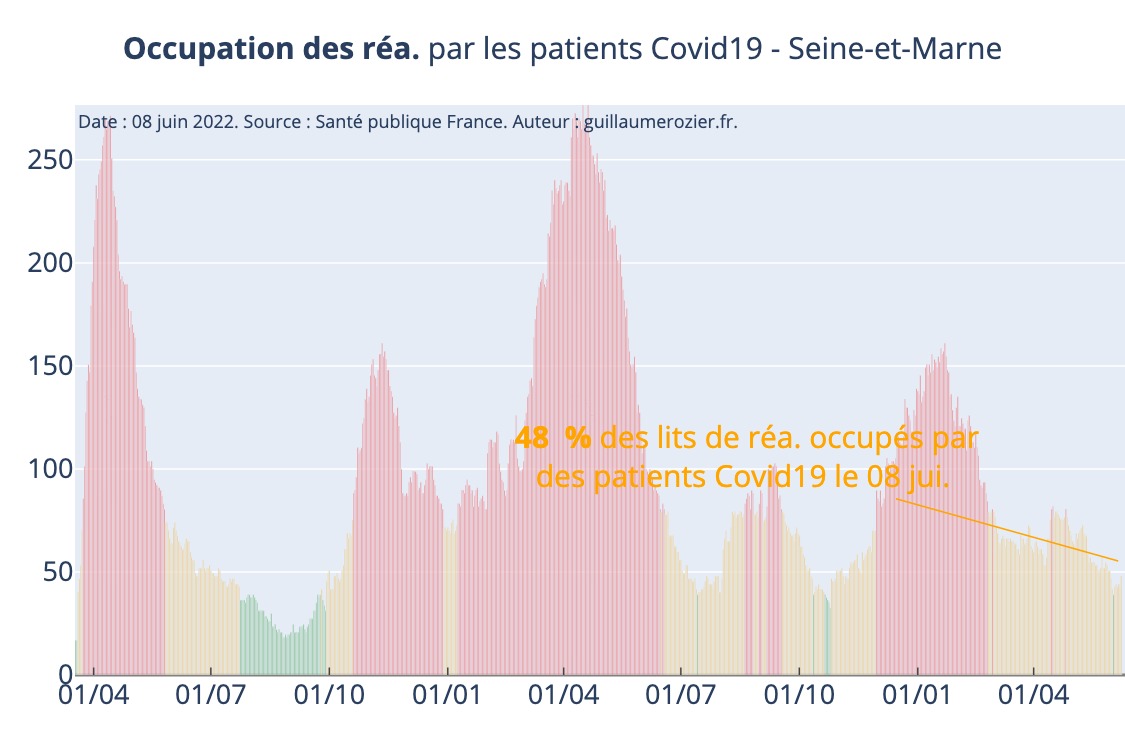 Occupation des réa. par les patients Covid19 - Seine-et-Marne
Date : 08 juin 2022. Source : Santé publique France. Auteur : guillaumerozier.fr.
250
200
150
48 % des lits de réa. occupés par
des patients Covid19 le 08 jui.
100
50
0
01/04 01/07 01/10 01/01 01/04 01/07 01/10 01/01 01/04